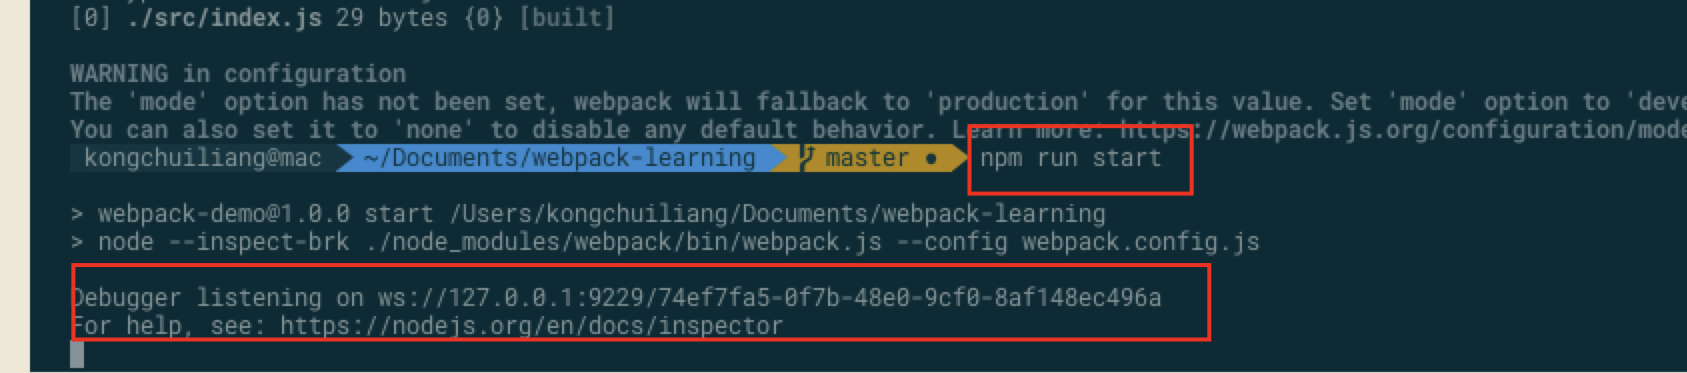 [0] ./src/index.js 29 bytes {0} [built]
WARNING in configuration
The 'mode' option has not been set, webpack will fallback to 'production' for this value. Set 'mode' option to
You can also set it to 'none' to disable any default behavior. Learn more: https://webpack.js.org/configuration/mode
kongchuiliang@mac ~/Documents/webpack-learning master ● npm run start
> webpack-demo@1.0.0 start /Users/kongchuiliang/Documents/webpack-learning
> node --inspect-brk ./node_modules/webpack/bin/webpack.js --config webpack.config.js
Debugger listening on ws://127.0.0.1:9229/74ef7fa5-0f7b-48e0-9cf0-8af148ec496a
For help, see: https://nodejs.org/en/docs/inspector